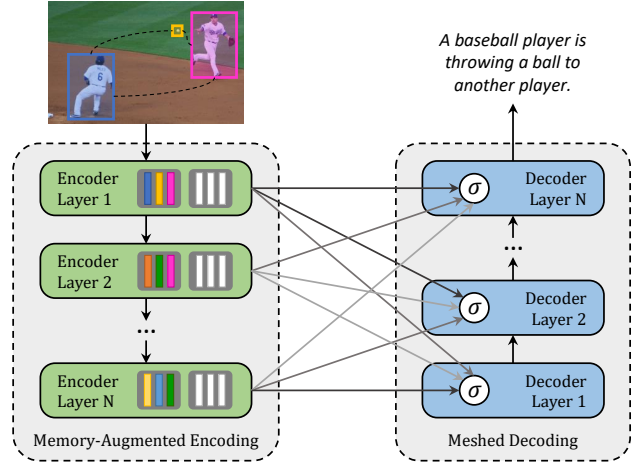 6
A baseball player is
throwing a ball to
another player.
Encoder
Layer 1
Encoder
Layer 2
...
Encoder
Layer N
Memory-Augmented Encoding
σ
Decoder
Layer N
...
σ
Decoder
Layer 2
σ
Decoder
Layer 1
Meshed Decoding